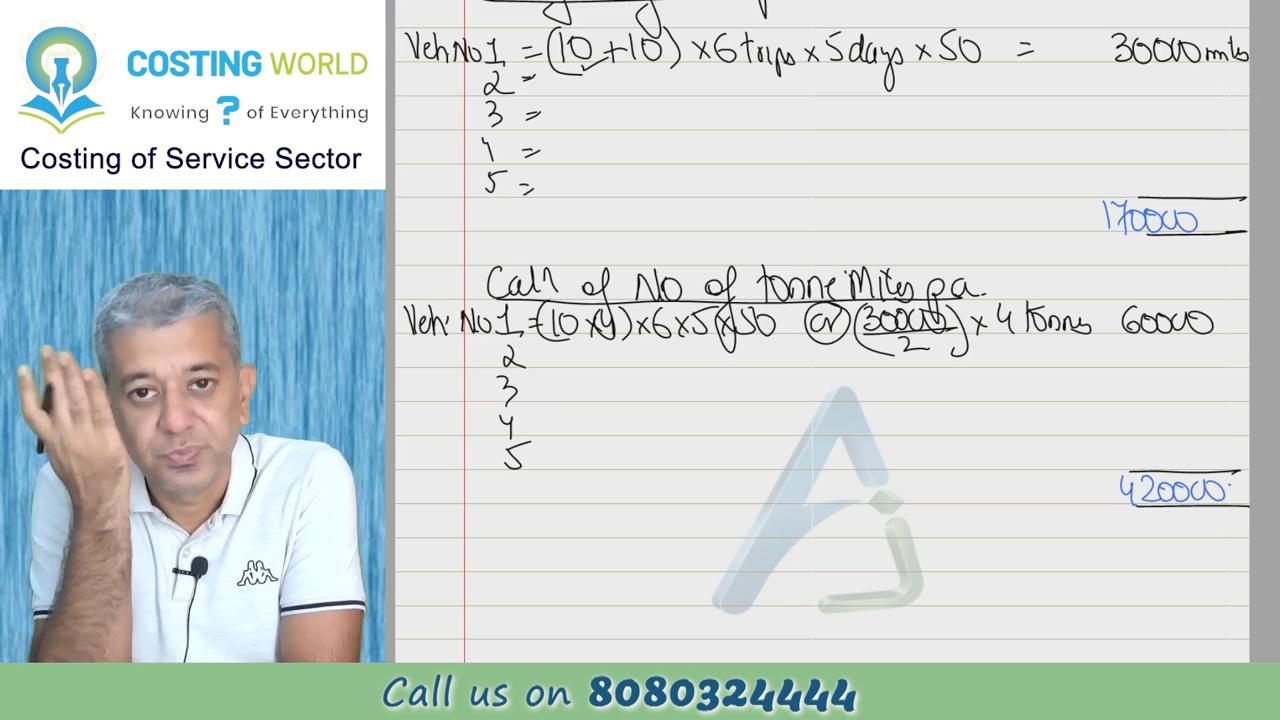 COSTING WORLD
Knowing ? of Everything
Costing of Service Sector
Veh No 1 = (10 + 10) × 6 trips × 5 days × 50 = 30000 miles
2 =
3 =
4 =
5 =
170000
Caln of No of tonne Miles p.a.
Veh. No 1 = (10 × 4) × 6 × 5 × 50 or (30000/2) × 4 tonnes 60000
2
3
4
5
420000
Call us on 8080324444